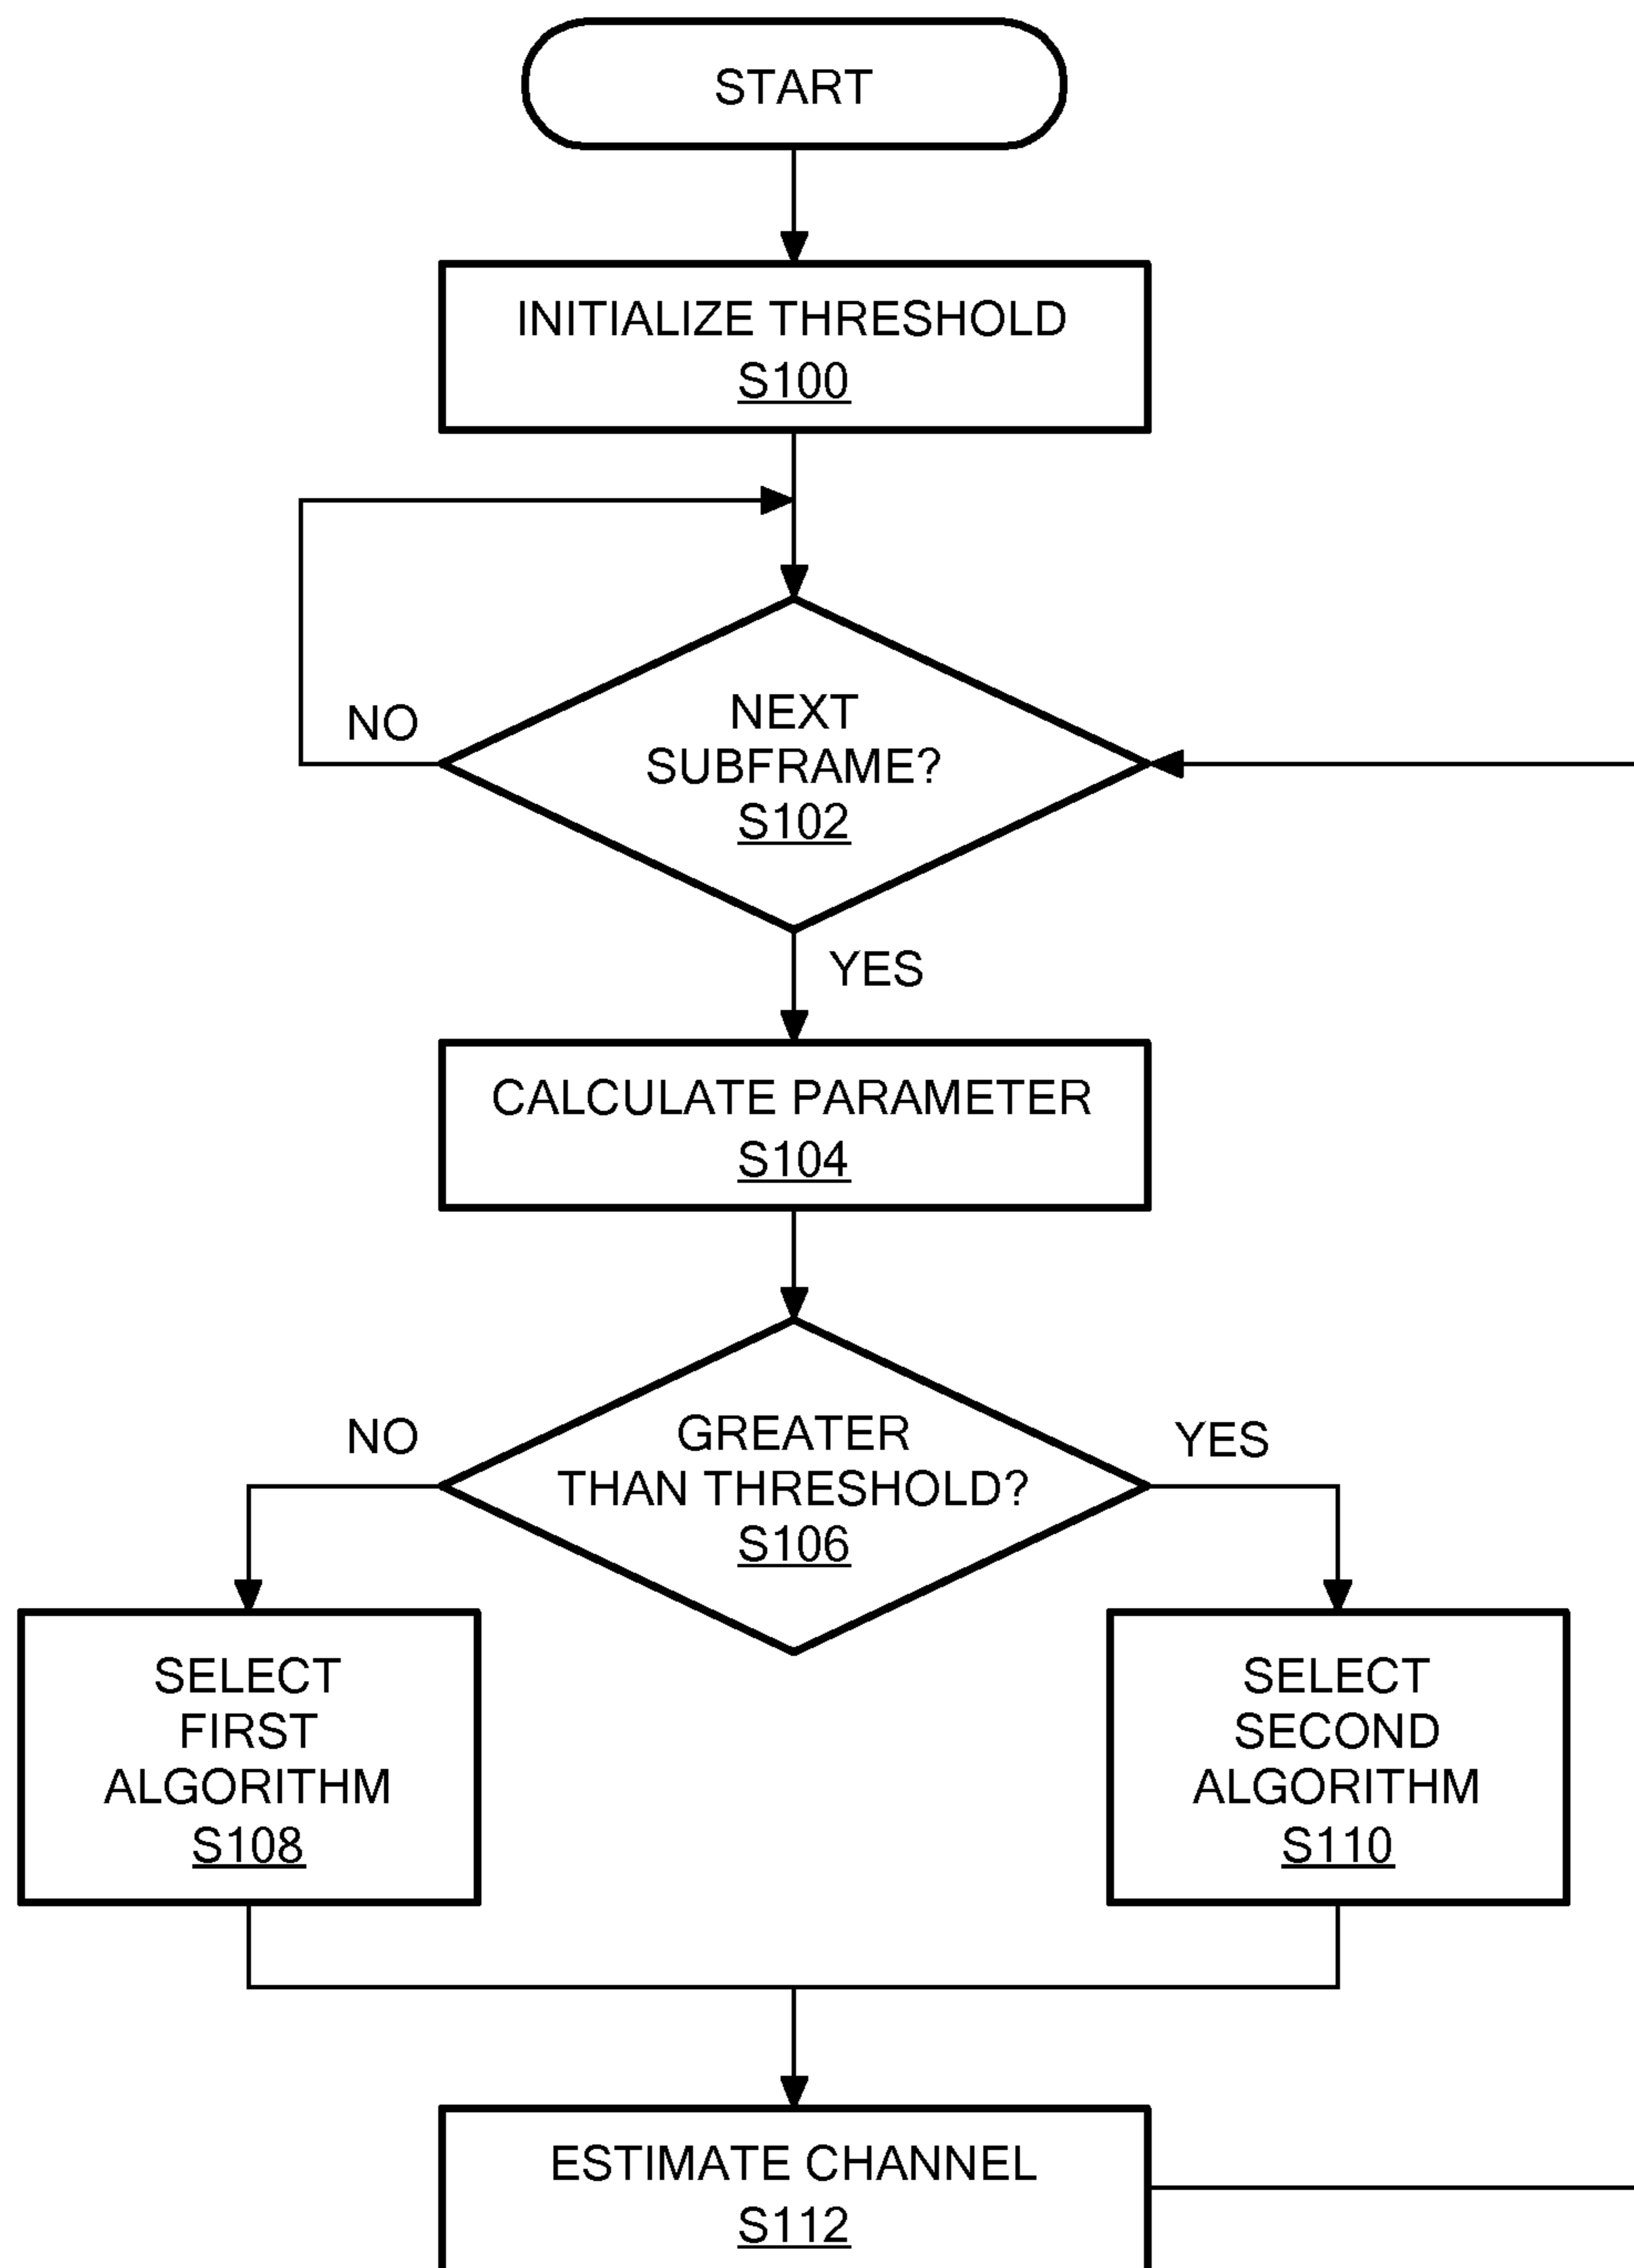 START
INITIALIZE THRESHOLD
S100
NO
NEXT
SUBFRAME?
S102
YES
CALCULATE PARAMETER
S104
NO
GREATER
THAN THRESHOLD?
S106
YES
SELECT
FIRST
ALGORITHM
S108
SELECT
SECOND
ALGORITHM
S110
ESTIMATE CHANNEL
S112